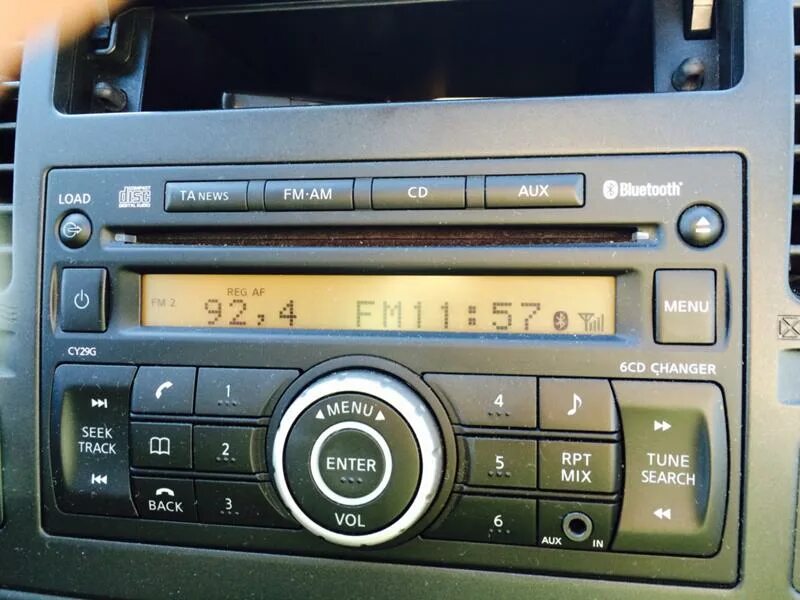 LOAD COMPACT disc DIGITAL AUDIO TA NEWS FM·AM CD AUX Bluetooth®
REG AF
FM 2 92,4 FM11:57 MENU
CY29G 6CD CHANGER
SEEK TRACK
BACK
1
2
3
MENU
ENTER
VOL
4
5
6
RPT MIX
AUX IN
TUNE SEARCH